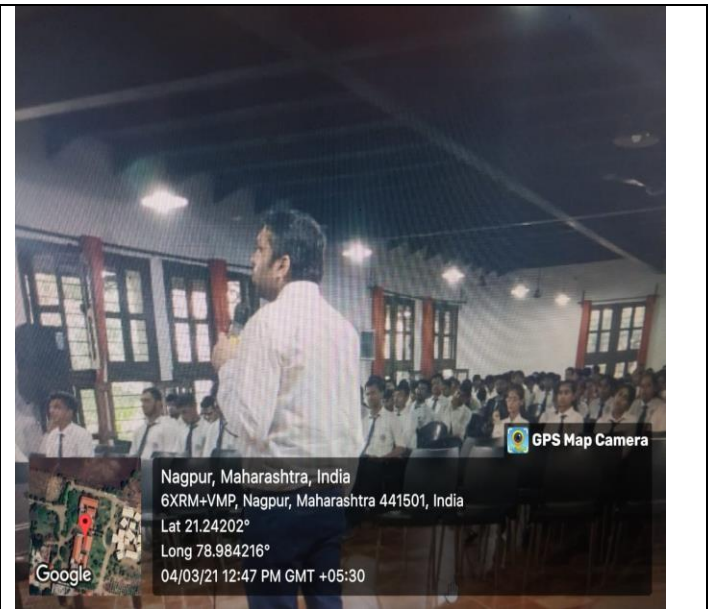 GPS Map Camera
Nagpur, Maharashtra, India
6XRM+VMP, Nagpur, Maharashtra 441501, India
Lat 21.24202°
Long 78.984216°
04/03/21 12:47 PM GMT +05:30
Google